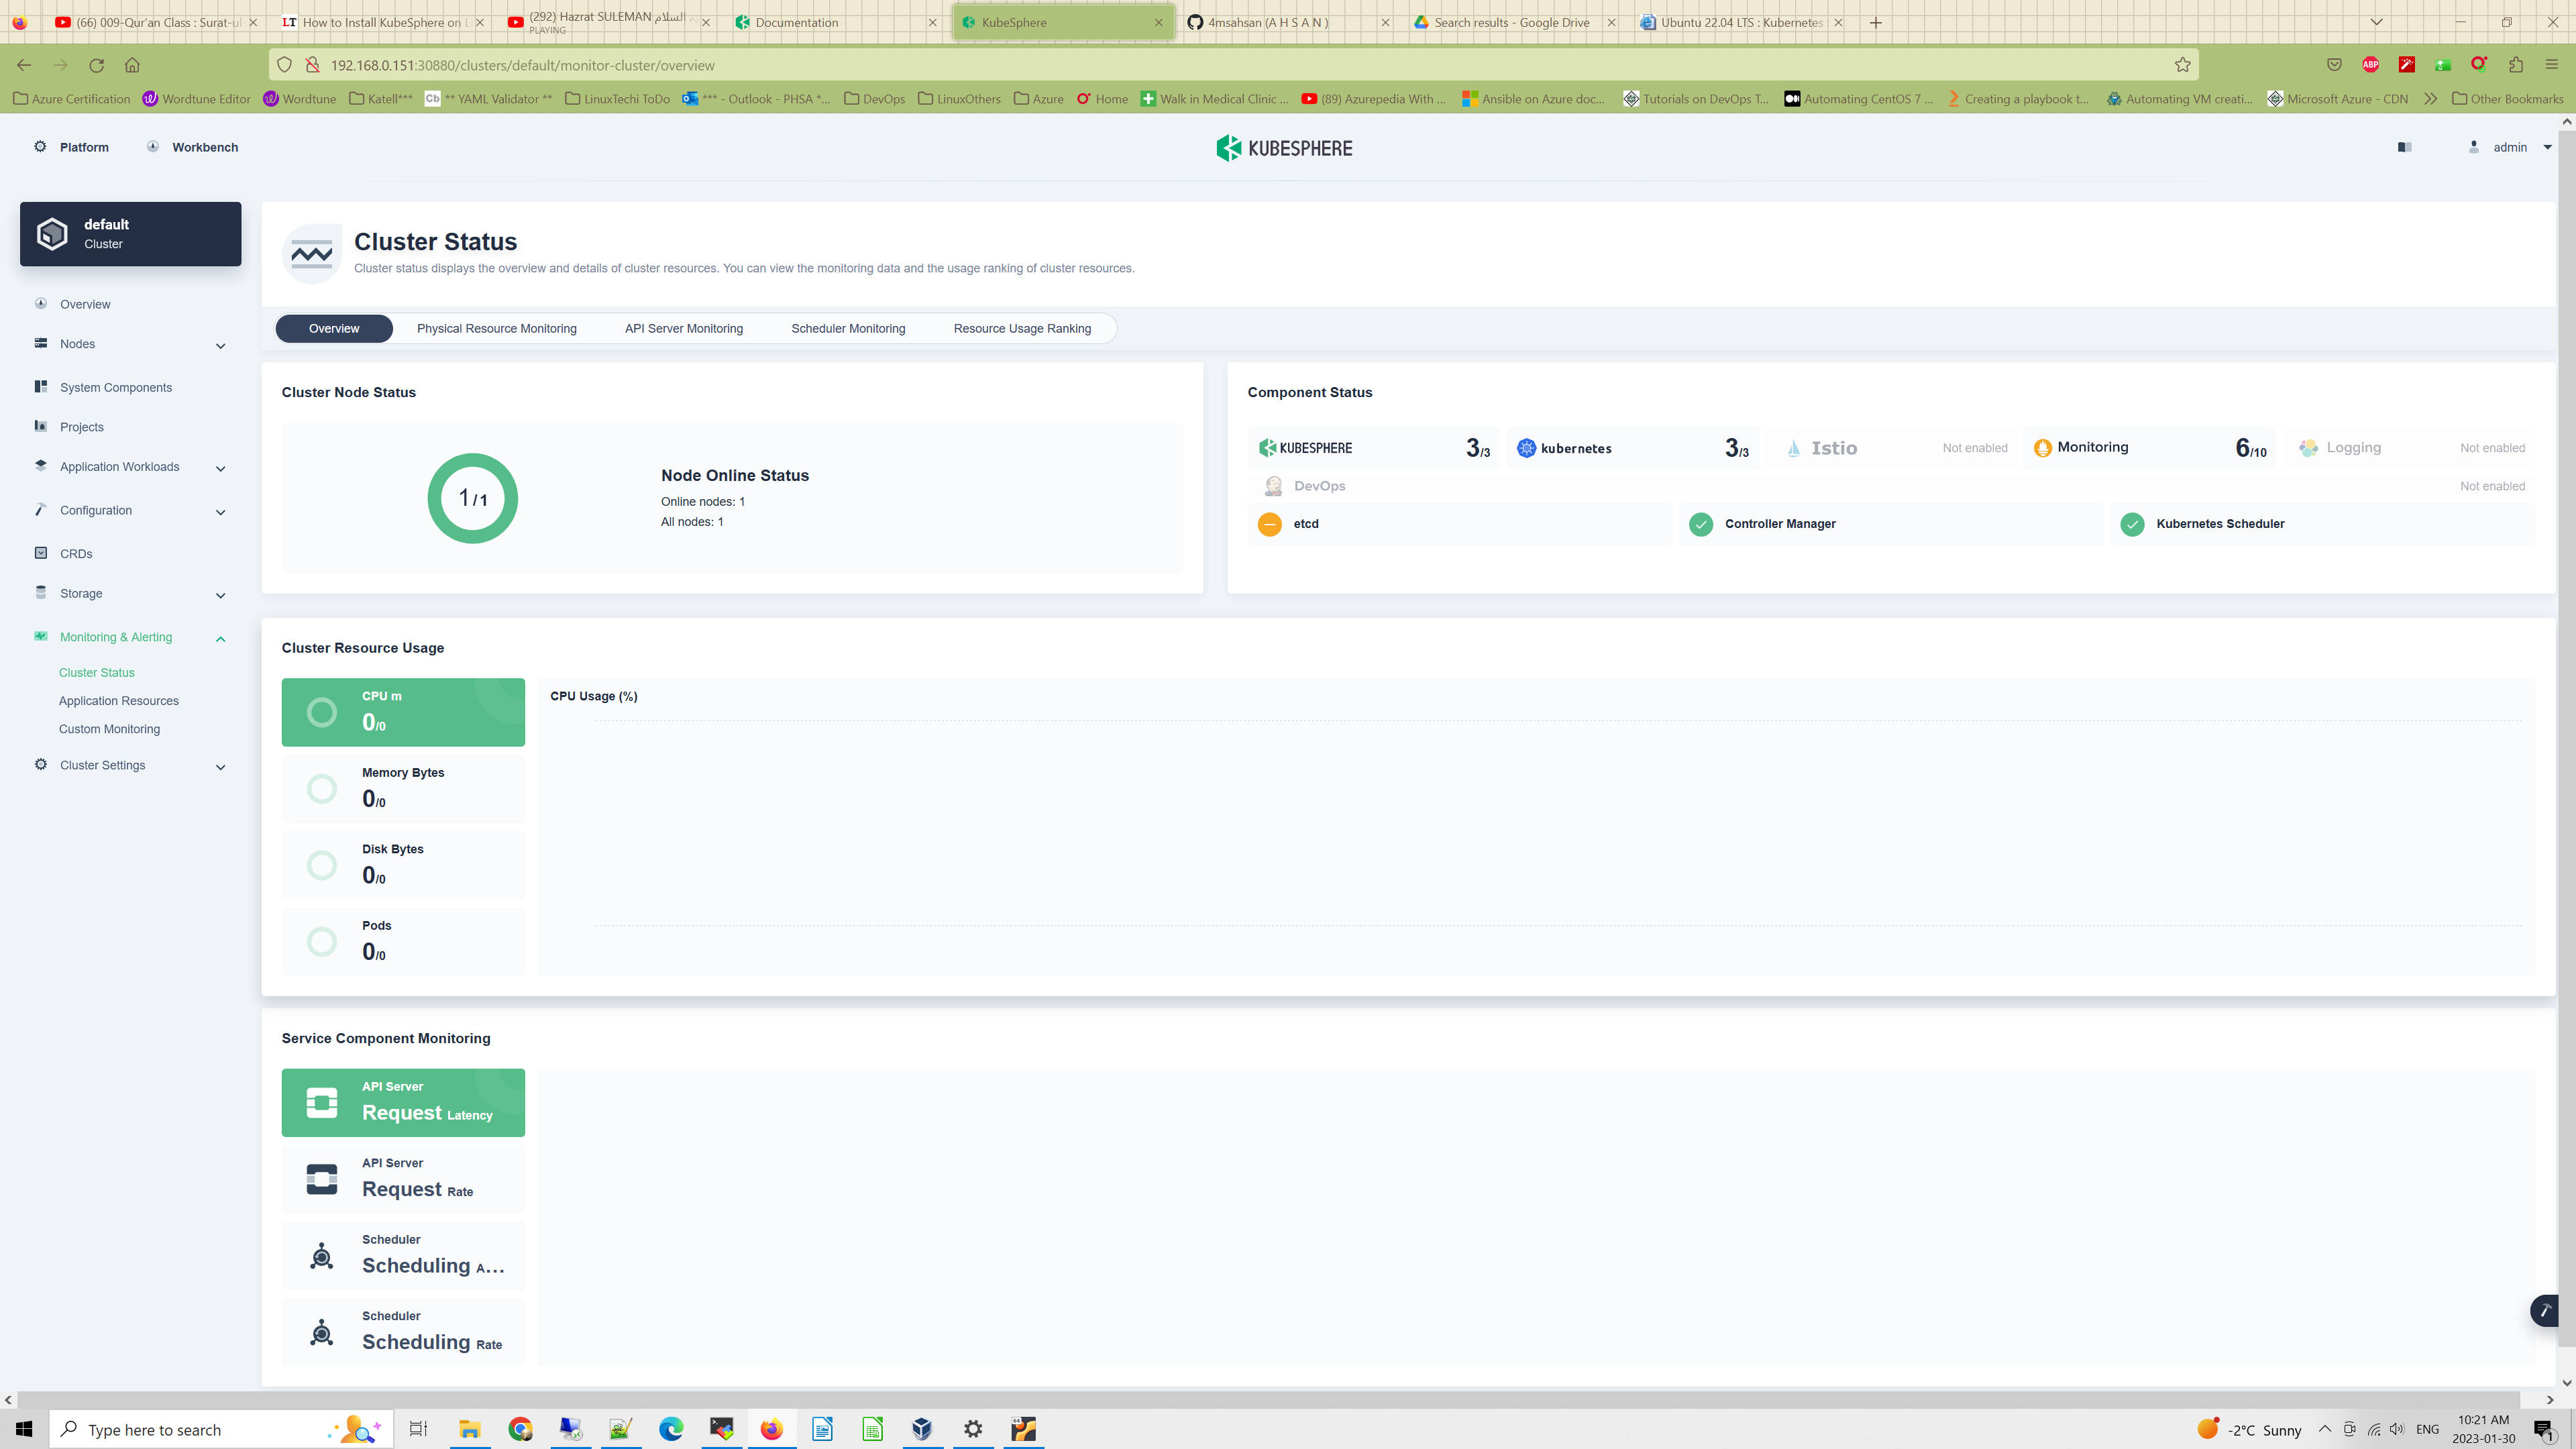 (66) 009-Qur'an Class : Surat-ul
How to Install KubeSphere on L
(292) Hazrat SULEMAN السلام
PLAYING
Documentation
KubeSphere
4msahsan (A H S A N )
Search results - Google Drive
Ubuntu 22.04 LTS : Kubernetes :
192.168.0.151:30880/clusters/default/monitor-cluster/overview
ABP
Azure Certification
Wordtune Editor
Wordtune
Katell***
** YAML Validator **
LinuxTechi ToDo
*** - Outlook - PHSA *...
DevOps
LinuxOthers
Azure
Home
Walk in Medical Clinic ...
(89) Azurepedia With ...
Ansible on Azure doc...
Tutorials on DevOps T...
Automating CentOS 7 ...
Creating a playbook t...
Automating VM creati...
Microsoft Azure - CDN
Other Bookmarks
Platform
Workbench
KUBESPHERE
admin
default
Cluster
Overview
Nodes
System Components
Projects
Application Workloads
Configuration
CRDs
Storage
Monitoring & Alerting
Cluster Status
Application Resources
Custom Monitoring
Cluster Settings
Cluster Status
Cluster status displays the overview and details of cluster resources. You can view the monitoring data and the usage ranking of cluster resources.
Overview
Physical Resource Monitoring
API Server Monitoring
Scheduler Monitoring
Resource Usage Ranking
Cluster Node Status
1/1
Node Online Status
Online nodes: 1
All nodes: 1
Component Status
KUBESPHERE 3/3
kubernetes 3/3
Istio Not enabled
Monitoring 6/10
Logging Not enabled
DevOps Not enabled
etcd
Controller Manager
Kubernetes Scheduler
Cluster Resource Usage
CPU m
0/0
Memory Bytes
0/0
Disk Bytes
0/0
Pods
0/0
CPU Usage (%)
Service Component Monitoring
API Server
Request Latency
API Server
Request Rate
Scheduler
Scheduling A...
Scheduler
Scheduling Rate
Type here to search
-2°C Sunny
ENG
10:21 AM
2023-01-30
1